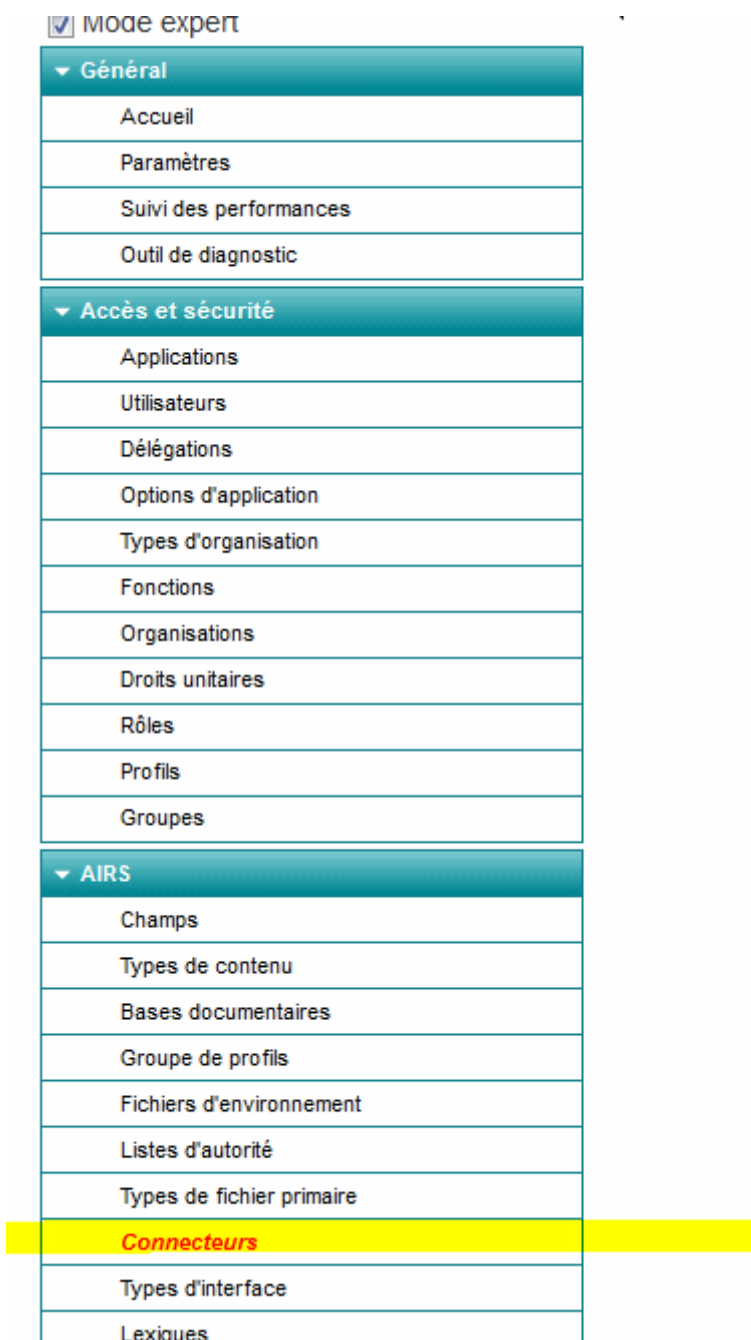 Mode expert
Général
Accueil
Paramètres
Suivi des performances
Outil de diagnostic
Accès et sécurité
Applications
Utilisateurs
Délégations
Options d'application
Types d'organisation
Fonctions
Organisations
Droits unitaires
Rôles
Profils
Groupes
AIRS
Champs
Types de contenu
Bases documentaires
Groupe de profils
Fichiers d'environnement
Listes d'autorité
Types de fichier primaire
Connecteurs
Types d'interface
Lexiques